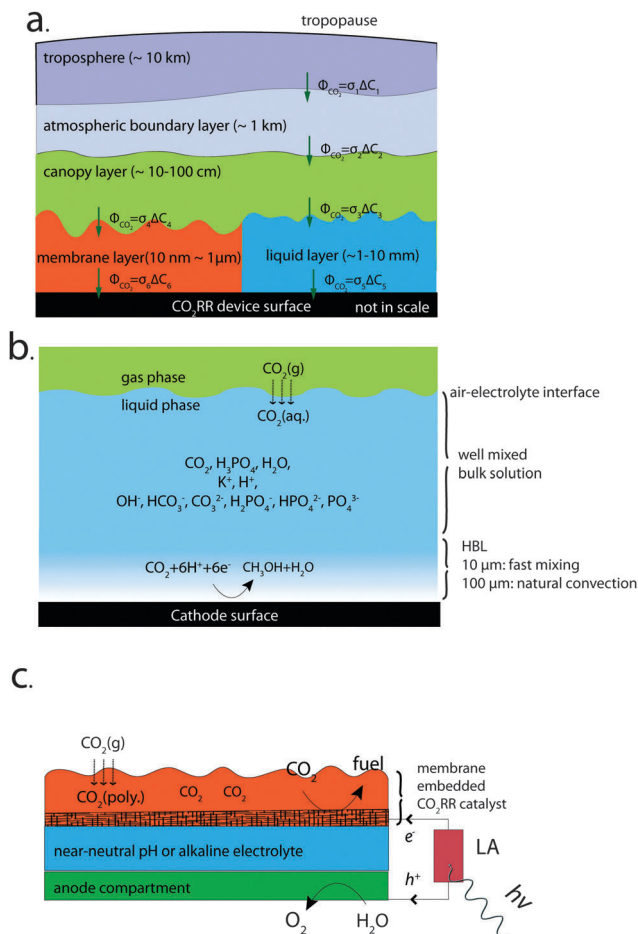 a.
tropopause
troposphere (~ 10 km)
ΦCO₂=σ₁ΔC₁
atmospheric boundary layer (~ 1 km)
ΦCO₂=σ₂ΔC₂
canopy layer (~ 10-100 cm)
ΦCO₂=σ₄ΔC₄
ΦCO₂=σ₃ΔC₃
membrane layer(10 nm ~ 1μm)
liquid layer (~1-10 mm)
ΦCO₂=σ₆ΔC₆
ΦCO₂=σ₅ΔC₅
CO₂RR device surface
not in scale
b.
CO₂(g)
gas phase
air-electrolyte interface
liquid phase
CO₂(aq.)
well mixed
bulk solution
CO₂, H₃PO₄, H₂O,
K⁺, H⁺,
OH⁻, HCO₃⁻, CO₃²⁻, H₂PO₄⁻, HPO₄²⁻, PO₄³⁻
HBL
10 μm: fast mixing
100 μm: natural convection
CO₂+6H⁺+6e⁻
CH₃OH+H₂O
Cathode surface
c.
CO₂(g)
CO₂
fuel
CO₂(poly.)
CO₂
CO₂
membrane
embedded
CO₂RR catalyst
e⁻
near-neutral pH or alkaline electrolyte
LA
anode compartment
h⁺
hν
O₂
H₂O